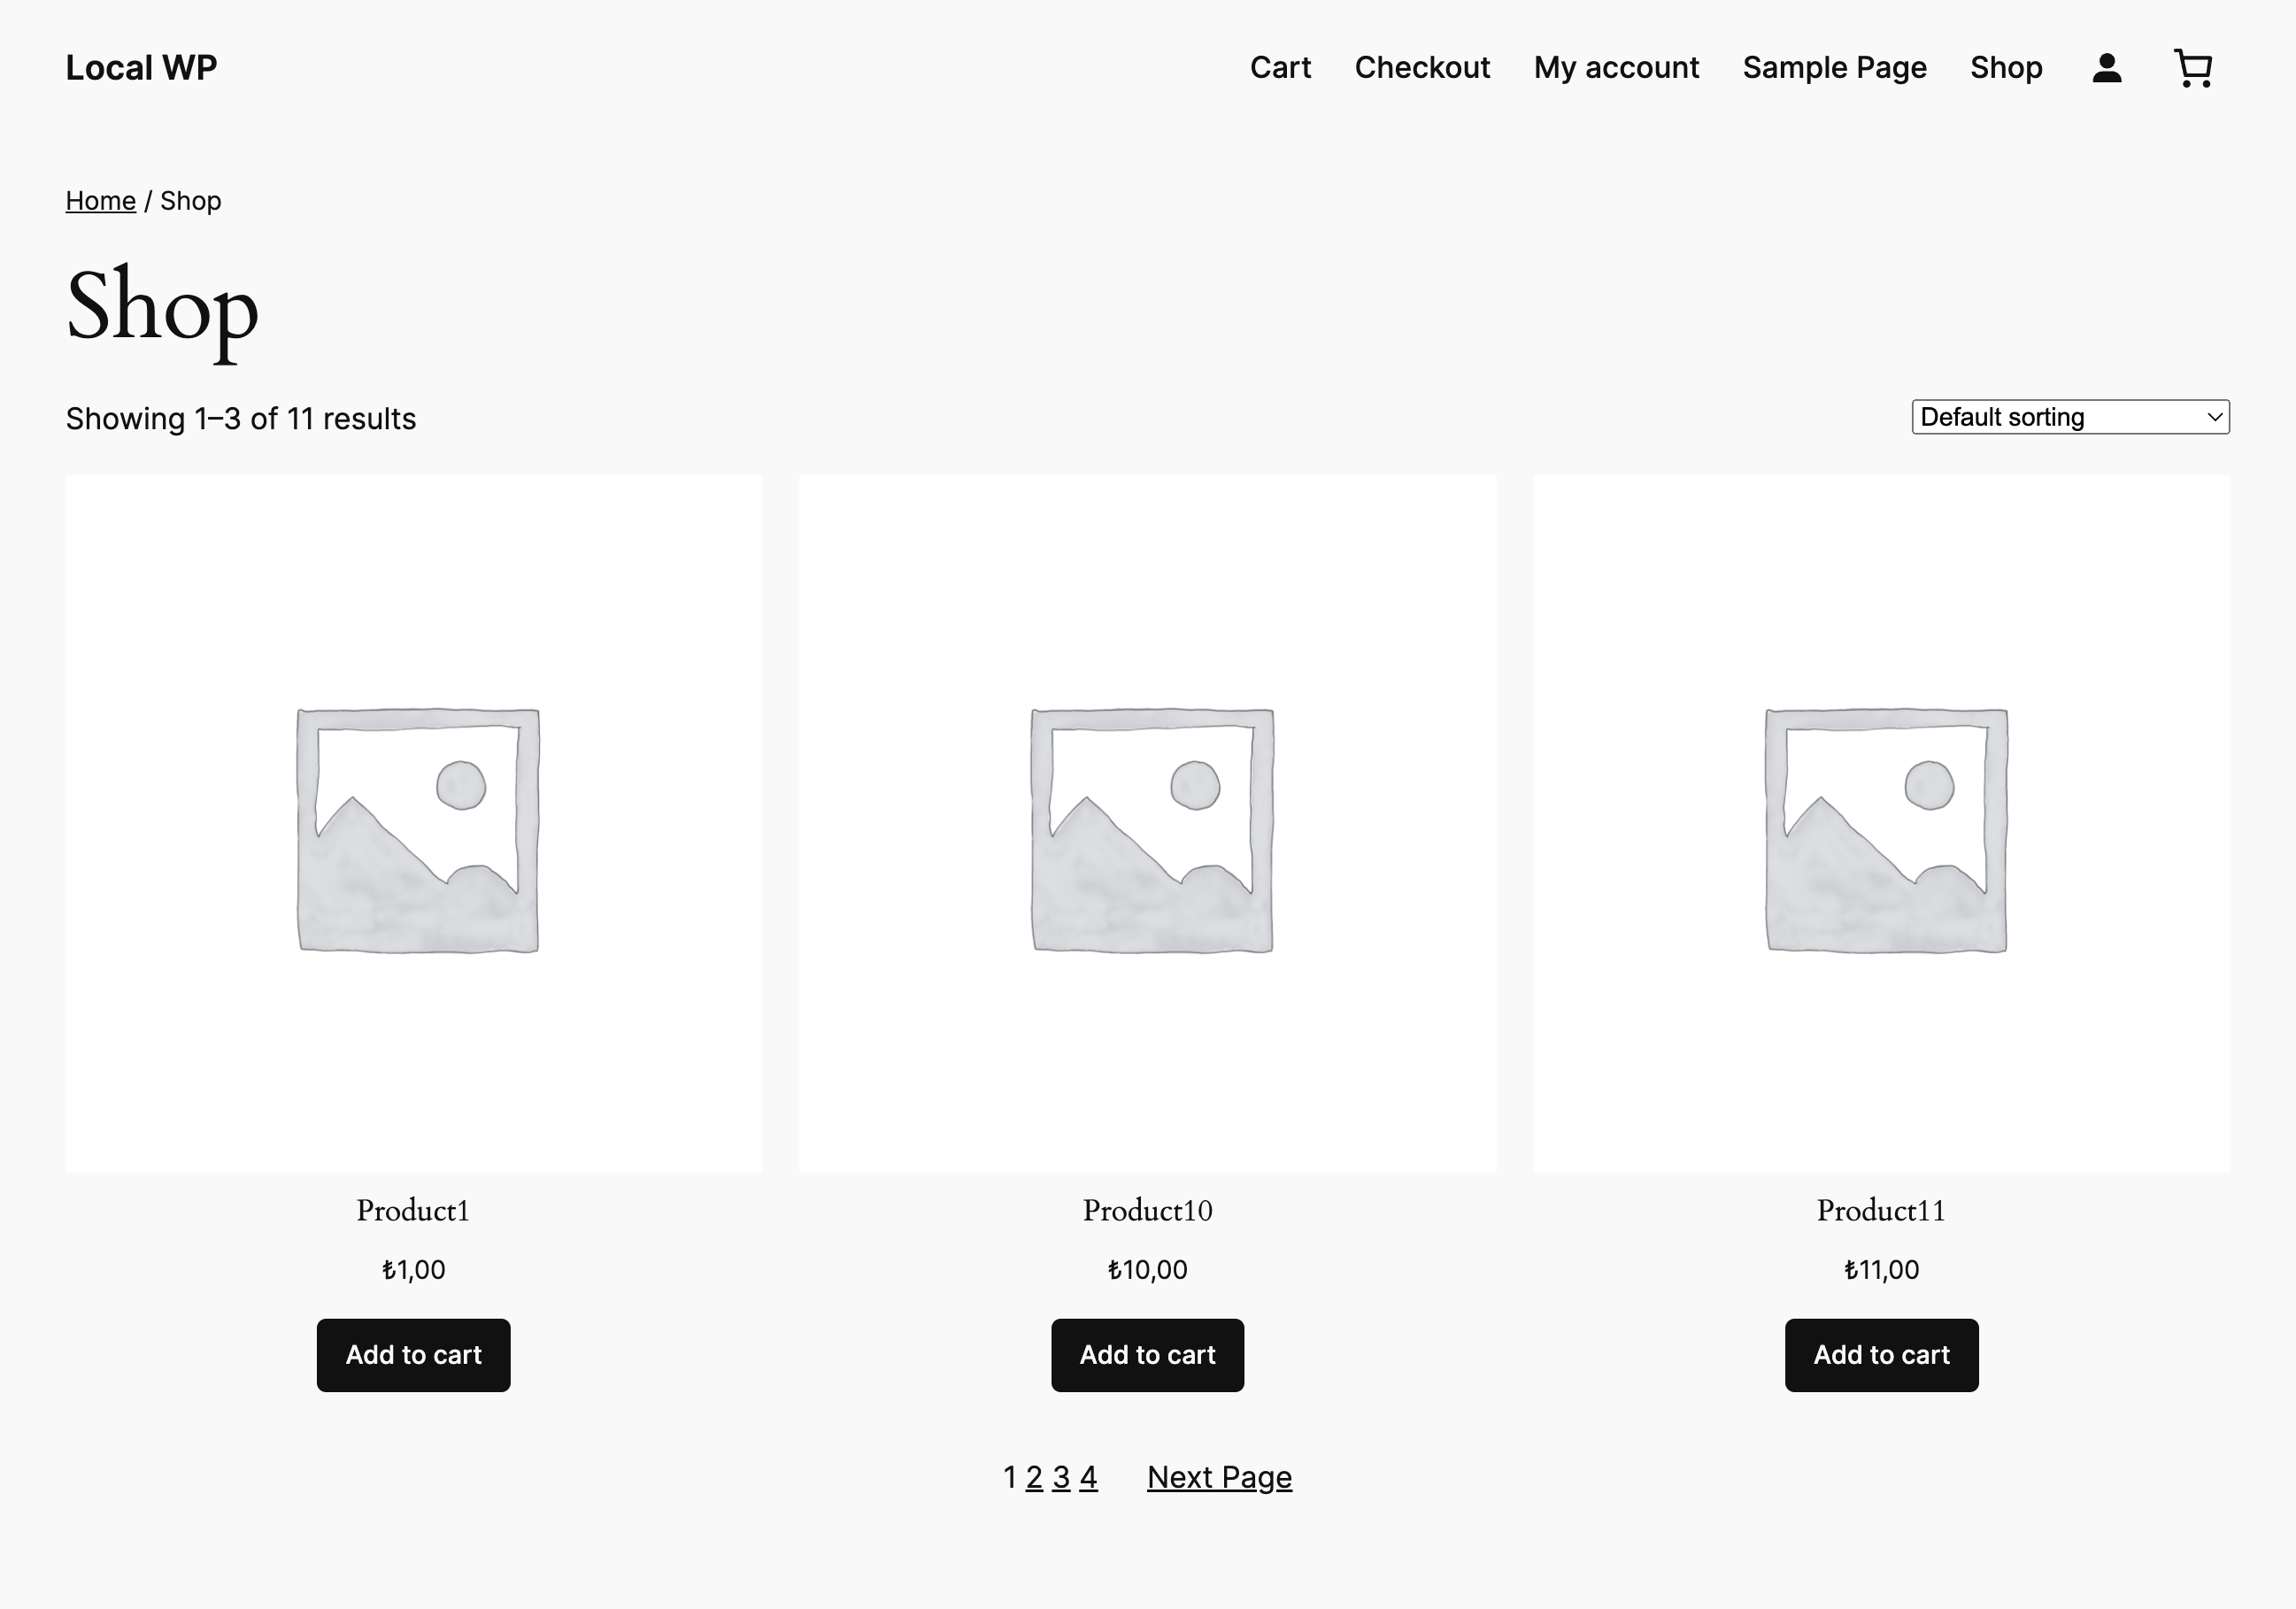 Local WP
Cart Checkout My account Sample Page Shop
Home / Shop
Shop
Showing 1–3 of 11 results
Default sorting
Product1
₺1,00
Add to cart
Product10
₺10,00
Add to cart
Product11
₺11,00
Add to cart
1 2 3 4 Next Page